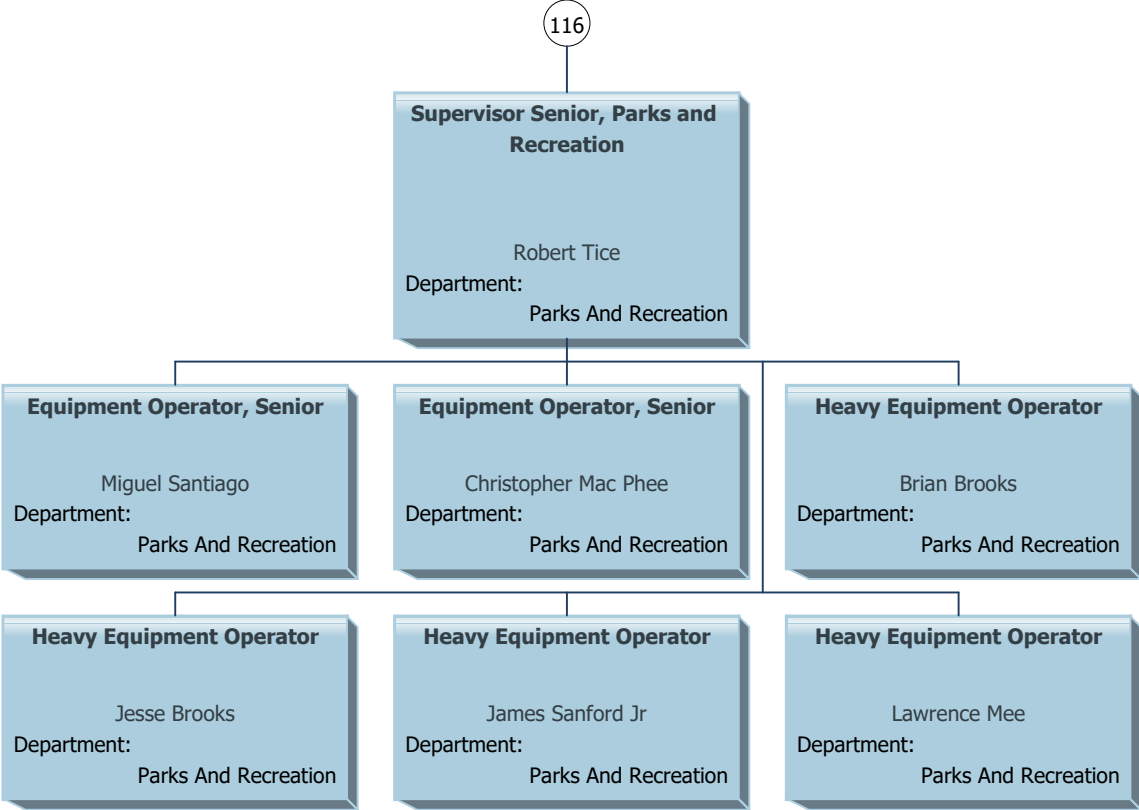 116
Supervisor Senior, Parks and
Recreation
Robert Tice
Department:
Parks And Recreation
Equipment Operator, Senior
Miguel Santiago
Department:
Parks And Recreation
Equipment Operator, Senior
Christopher Mac Phee
Department:
Parks And Recreation
Heavy Equipment Operator
Brian Brooks
Department:
Parks And Recreation
Heavy Equipment Operator
Jesse Brooks
Department:
Parks And Recreation
Heavy Equipment Operator
James Sanford Jr
Department:
Parks And Recreation
Heavy Equipment Operator
Lawrence Mee
Department:
Parks And Recreation